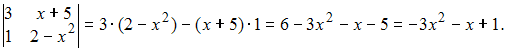 |3 x + 5|
|1 2 − x²| = 3·(2 − x²) − (x + 5)·1 = 6 − 3x² − x − 5 = −3x² − x + 1.